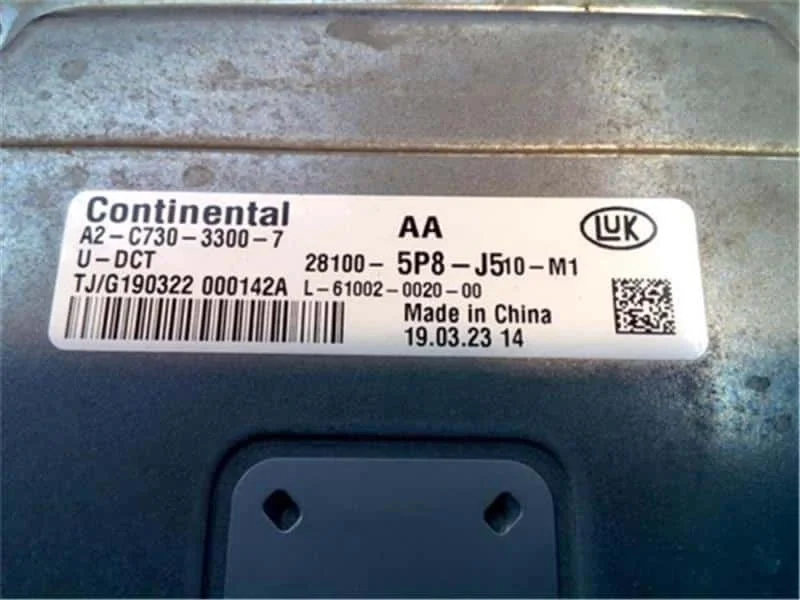 Continental
AA
LUK
A2-C730-3300-7
U-DCT
28100-5P8-J510-M1
TJ/G190322 000142A
L-61002-0020-00
Made in China
19.03.23 14